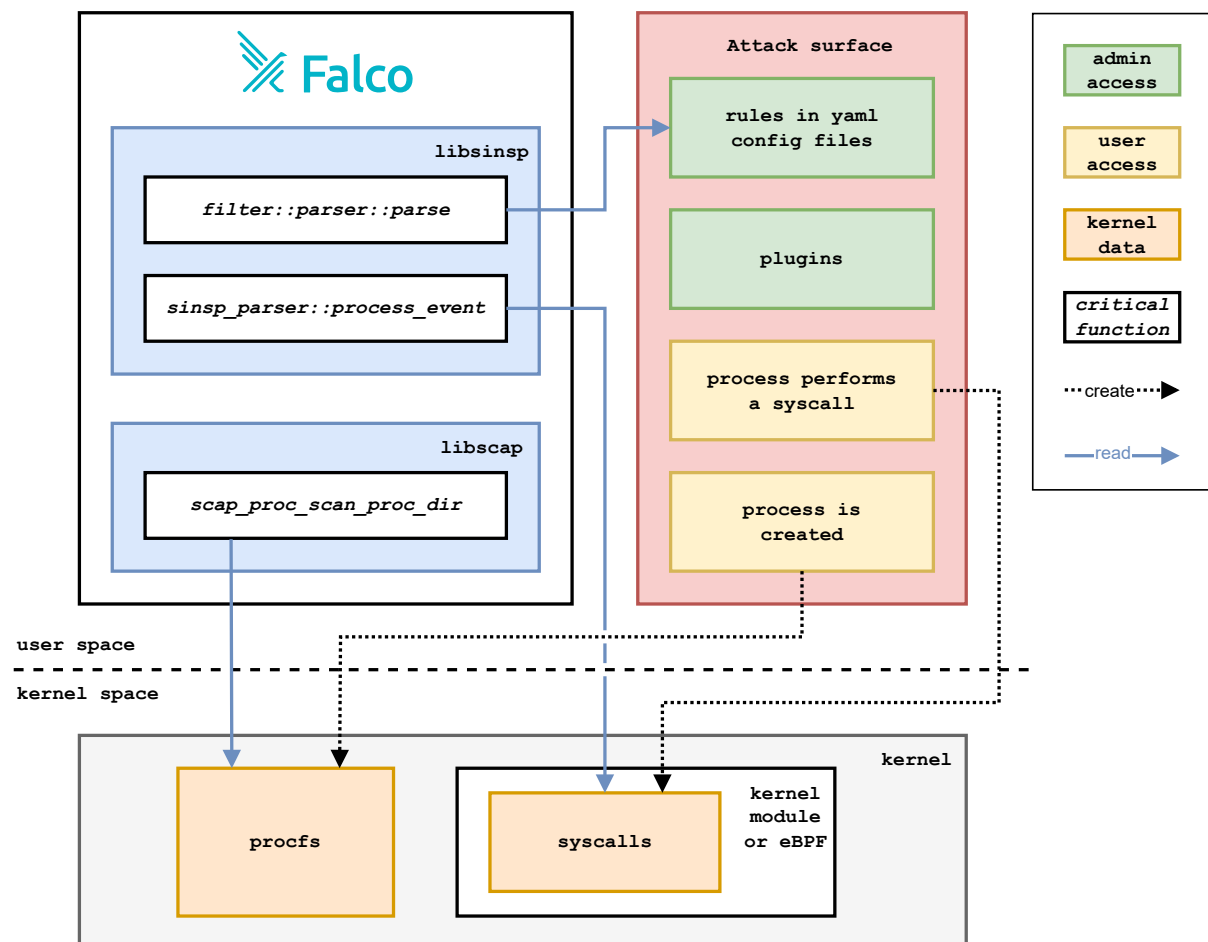 Falco
libsinsp
filter::parser::parse
sinsp_parser::process_event
libscap
scap_proc_scan_proc_dir
Attack surface
rules in yaml
config files
plugins
process performs
a syscall
process is
created
admin
access
user
access
kernel
data
critical
function
create
read
user space
kernel space
kernel
procfs
syscalls
kernel
module
or eBPF